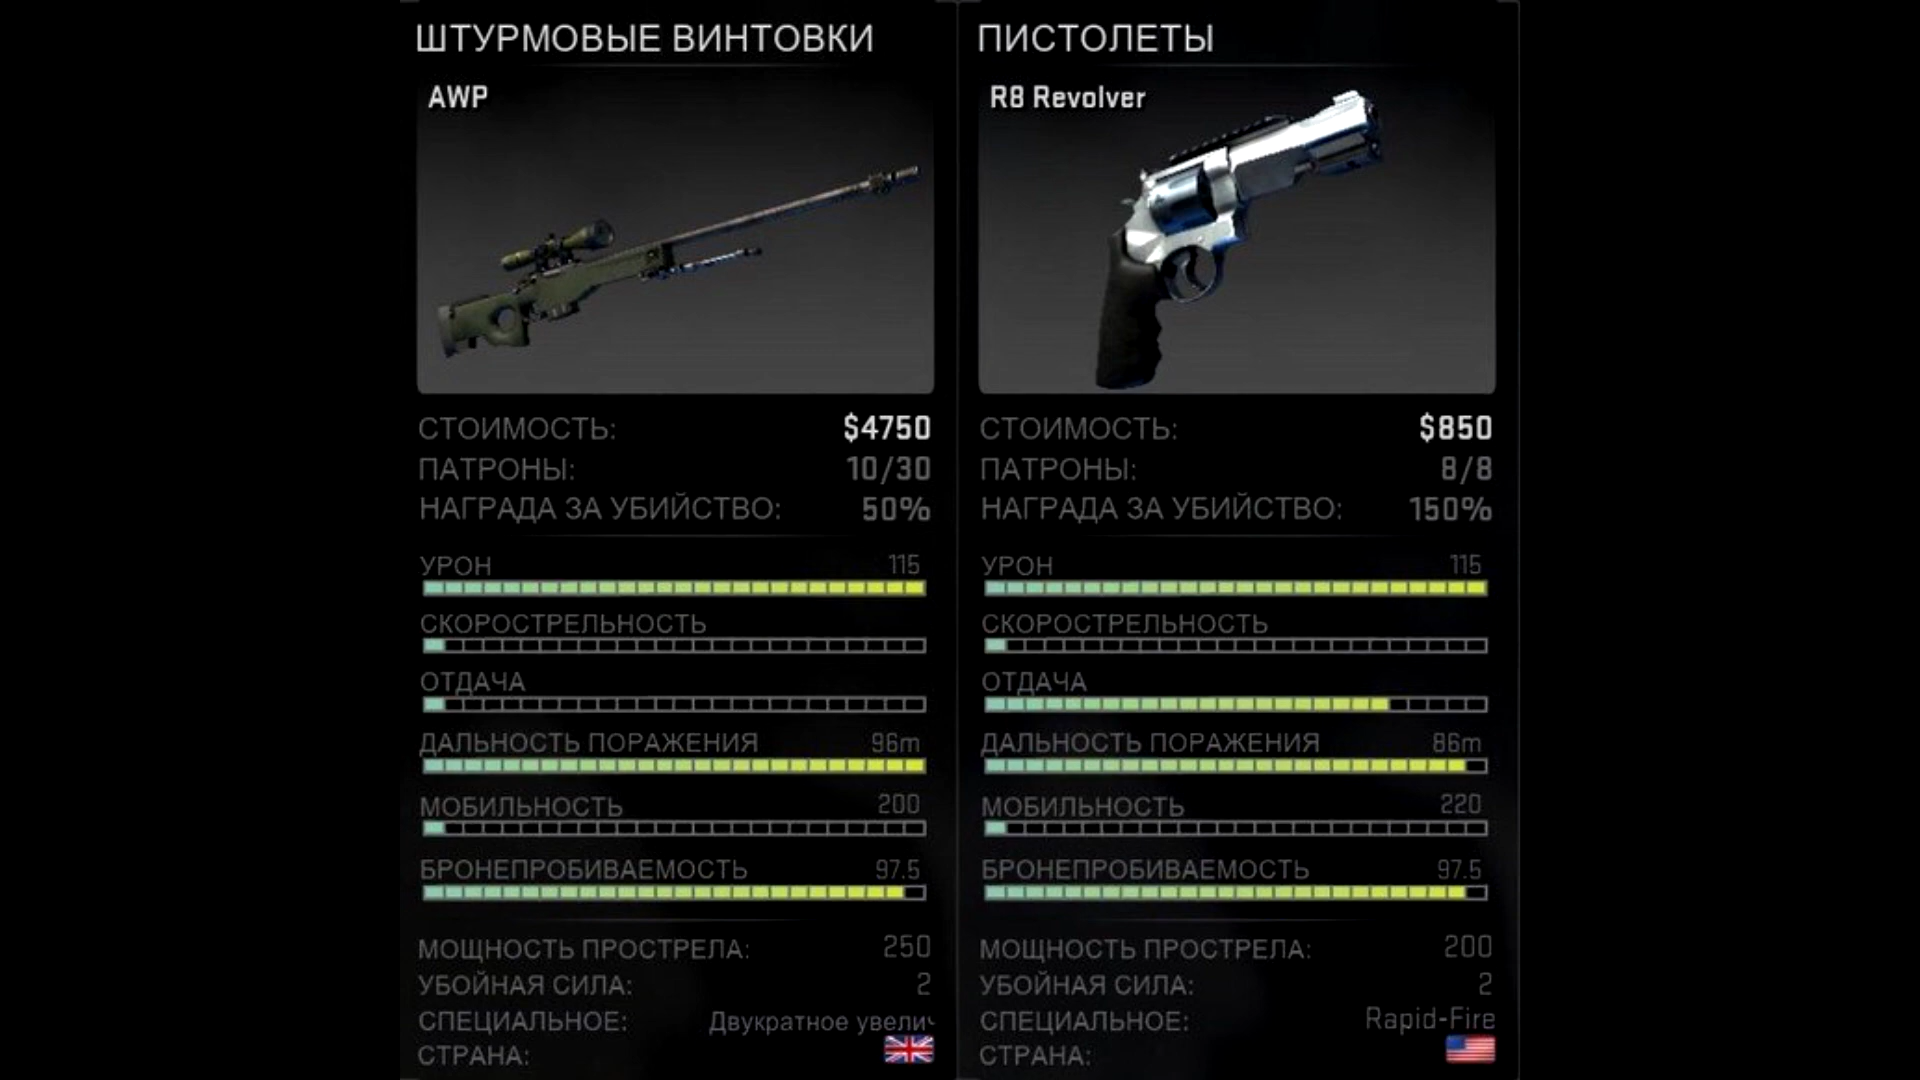 ШТУРМОВЫЕ ВИНТОВКИ
AWP
СТОИМОСТЬ: $4750
ПАТРОНЫ: 10/30
НАГРАДА ЗА УБИЙСТВО: 50%
УРОН 115
СКОРОСТРЕЛЬНОСТЬ
ОТДАЧА
ДАЛЬНОСТЬ ПОРАЖЕНИЯ 96m
МОБИЛЬНОСТЬ 200
БРОНЕПРОБИВАЕМОСТЬ 97.5
МОЩНОСТЬ ПРОСТРЕЛА: 250
УБОЙНАЯ СИЛА: 2
СПЕЦИАЛЬНОЕ: Двукратное увелич
СТРАНА:
ПИСТОЛЕТЫ
R8 Revolver
СТОИМОСТЬ: $850
ПАТРОНЫ: 8/8
НАГРАДА ЗА УБИЙСТВО: 150%
УРОН 115
СКОРОСТРЕЛЬНОСТЬ
ОТДАЧА
ДАЛЬНОСТЬ ПОРАЖЕНИЯ 86m
МОБИЛЬНОСТЬ 220
БРОНЕПРОБИВАЕМОСТЬ 97.5
МОЩНОСТЬ ПРОСТРЕЛА: 200
УБОЙНАЯ СИЛА: 2
СПЕЦИАЛЬНОЕ: Rapid-Fire
СТРАНА: